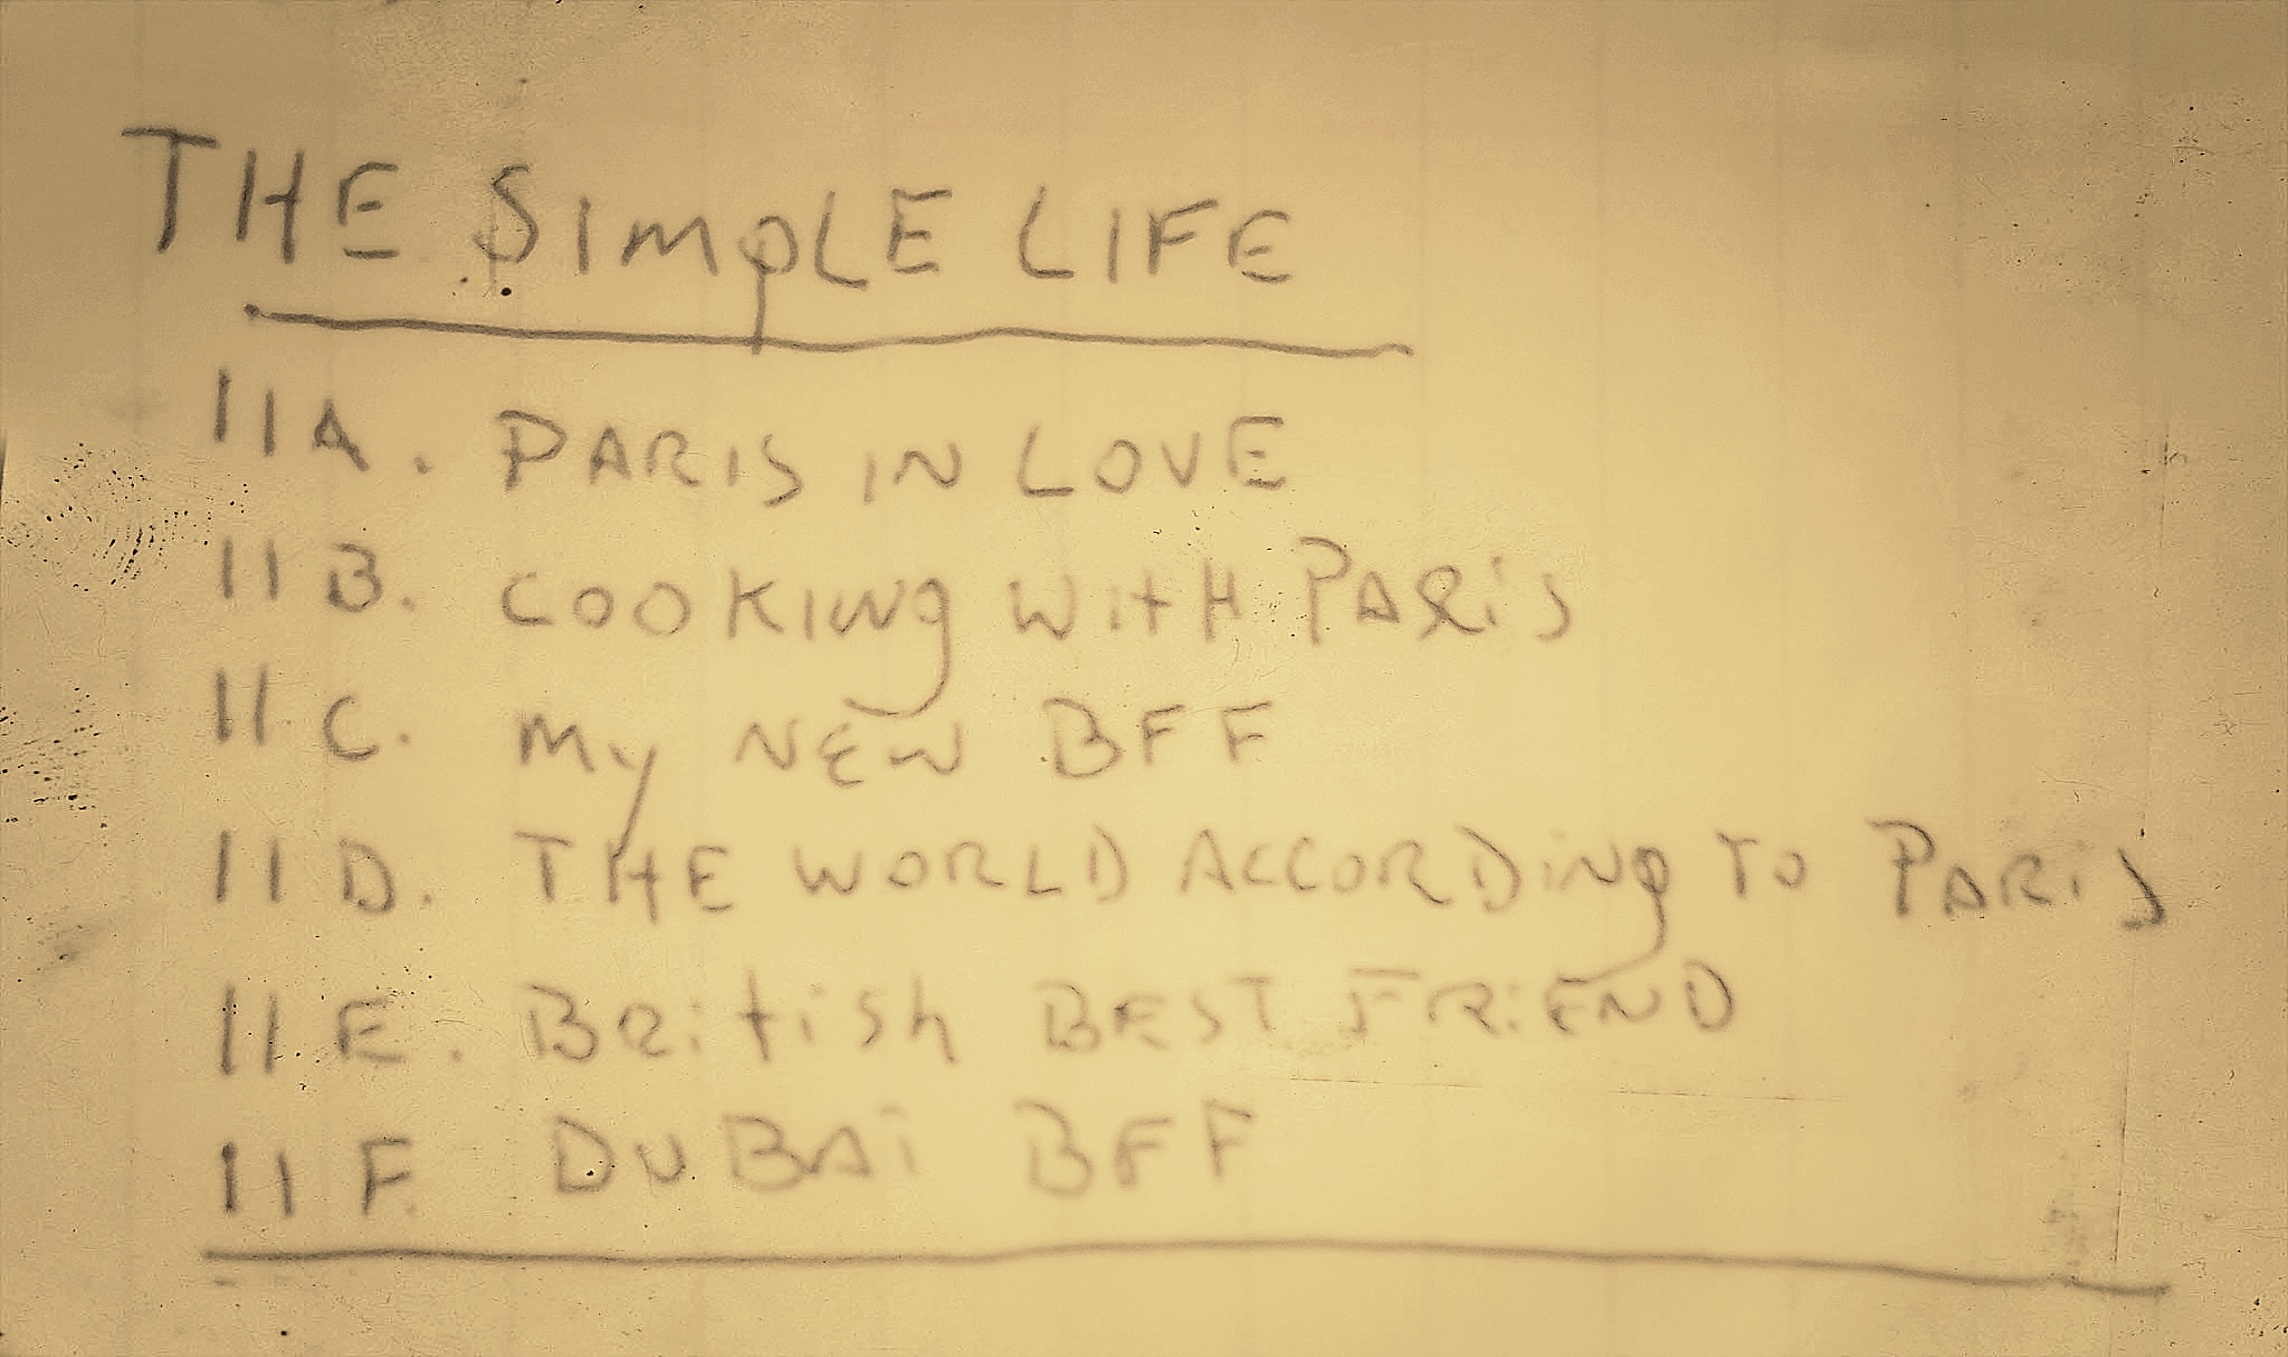 THE SIMPLE LIFE
11A. PARIS IN LOVE
11B. COOKING WITH PARIS
11C. MY NEW BFF
11D. THE WORLD ACCORDING TO PARIS
11E. British BEST FRIEND
11F. DUBAI BFF